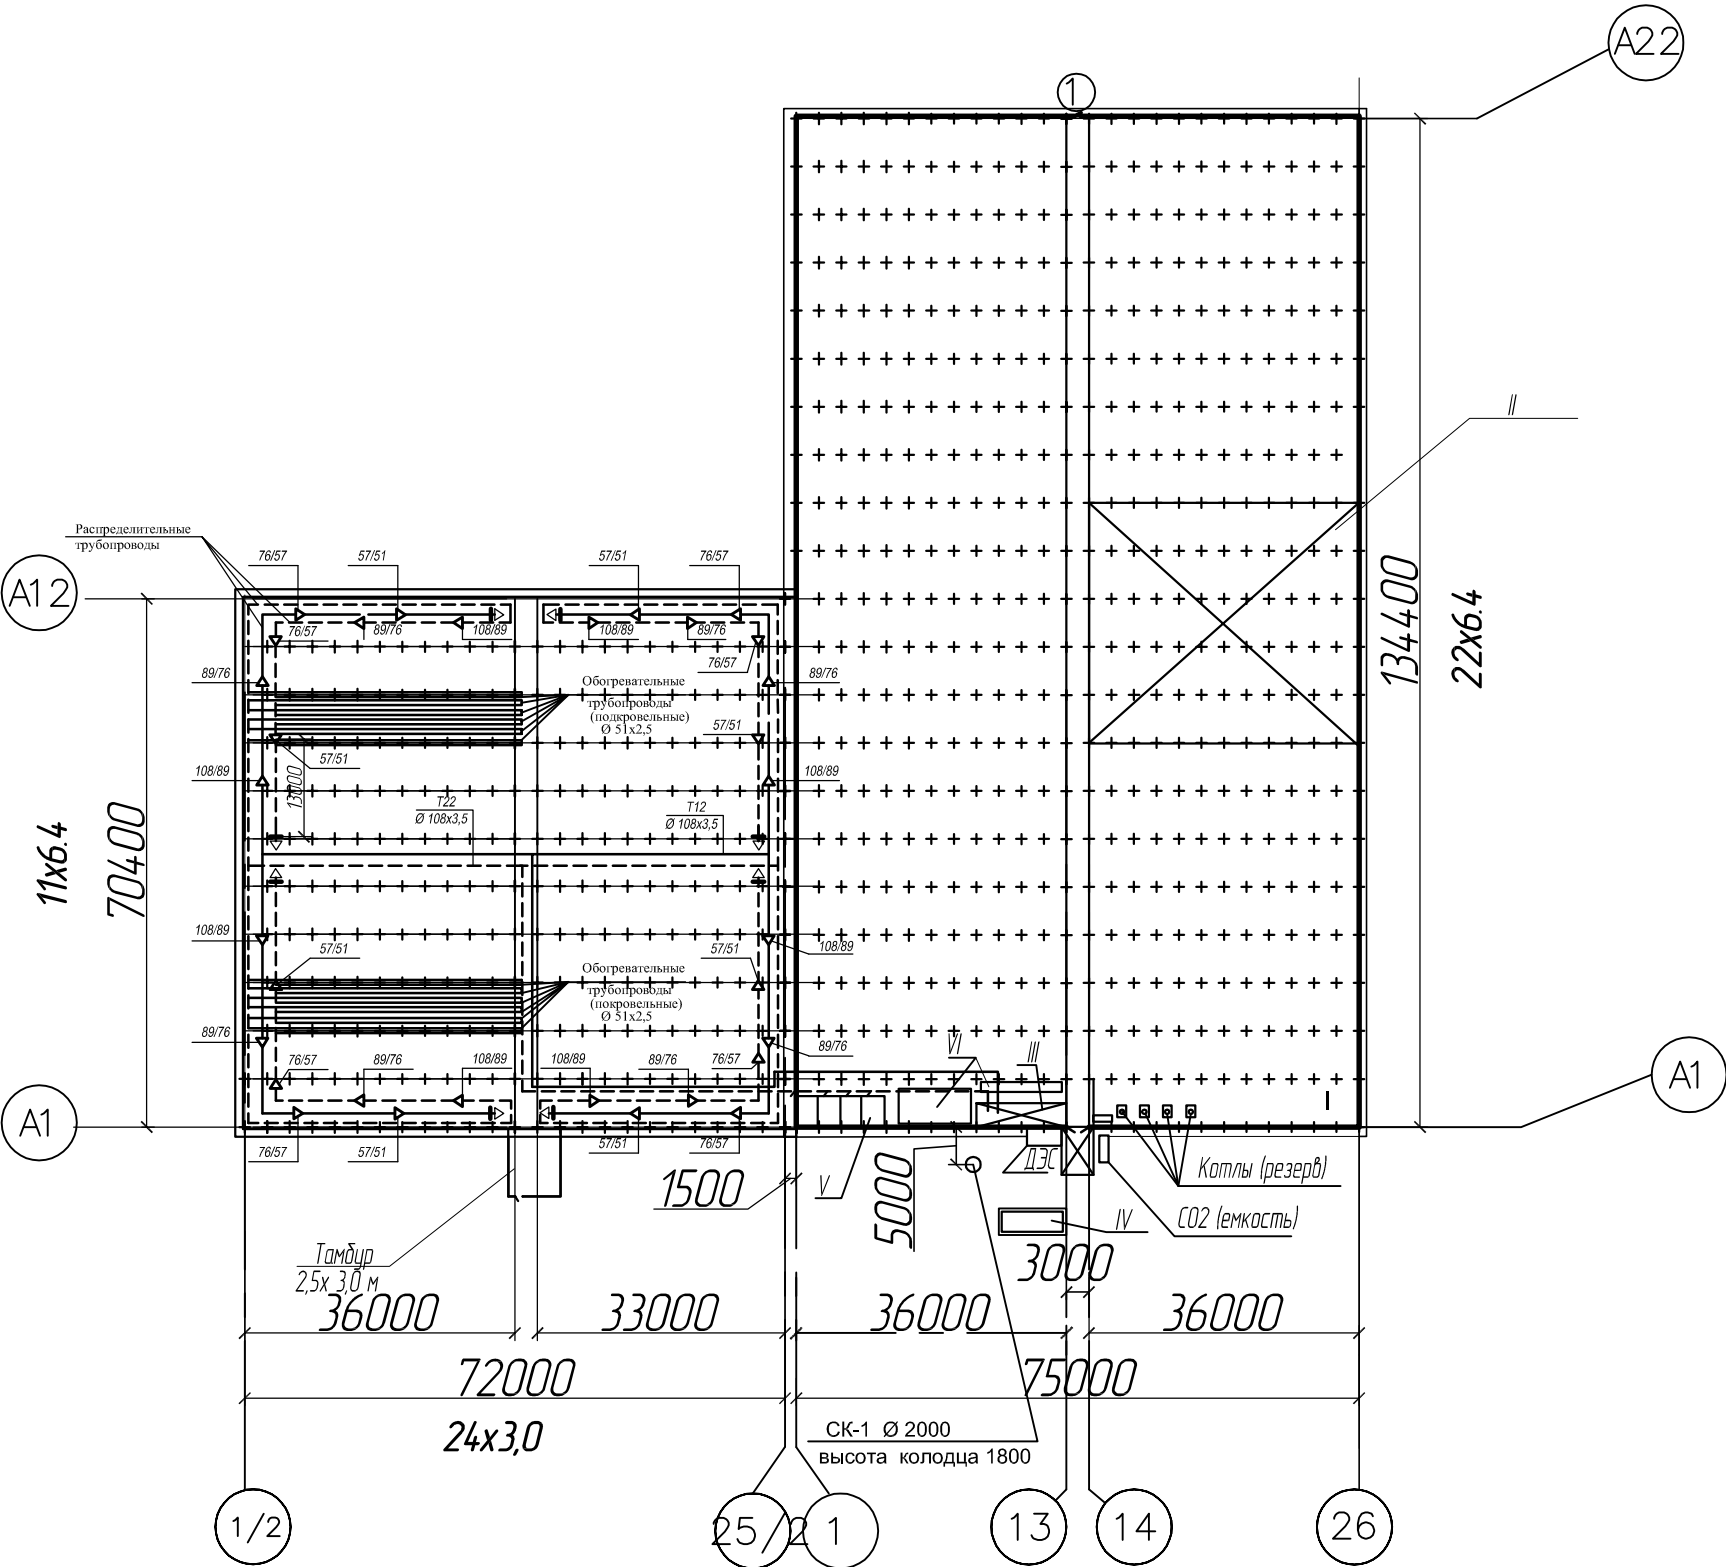 А22
1
II
134400
22х6.4
Распределительные
трубопроводы
76/57
57/51
57/51
76/57
А12
76/57
89/76
108/89
108/89
89/76
76/57
89/76
89/76
Обогревательные
трубопроводы
(подкровельные)
Ø 51х2,5
57/51
57/51
108/89
13000
108/89
Т22
Ø 108х3,5
Т12
Ø 108х3,5
11х6.4
70400
108/89
57/51
57/51
108/89
Обогревательные
трубопроводы
(покровельные)
Ø 51х2,5
89/76
76/57
89/76
108/89
108/89
89/76
76/57
89/76
VI
III
I
А1
А1
76/57
57/51
57/51
76/57
1500
V
5000
ДЭС
Котлы (резерв)
IV
СО2 (емкость)
Тамбур
2,5х 3,0 м
3000
36000
33000
36000
36000
72000
75000
24х3,0
СК-1 Ø 2000
высота колодца 1800
1/2
25/2
1
13
14
26